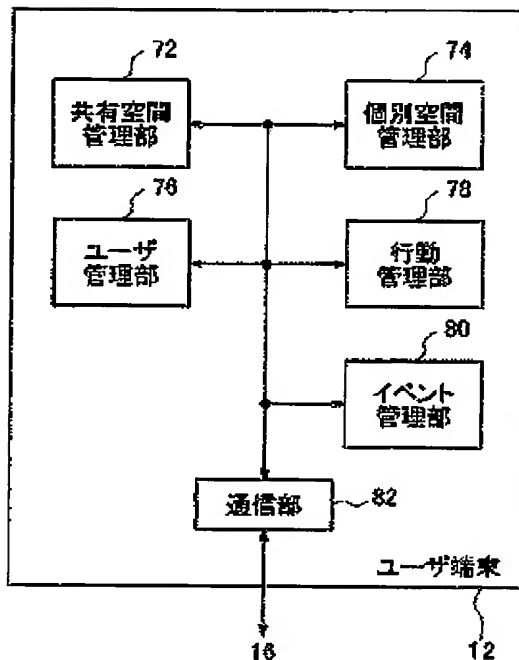 72
共有空間
管理部
74
個別空間
管理部
76
ユーザ
管理部
78
行動
管理部
80
イベント
管理部
通信部
82
ユーザ端末
16
12